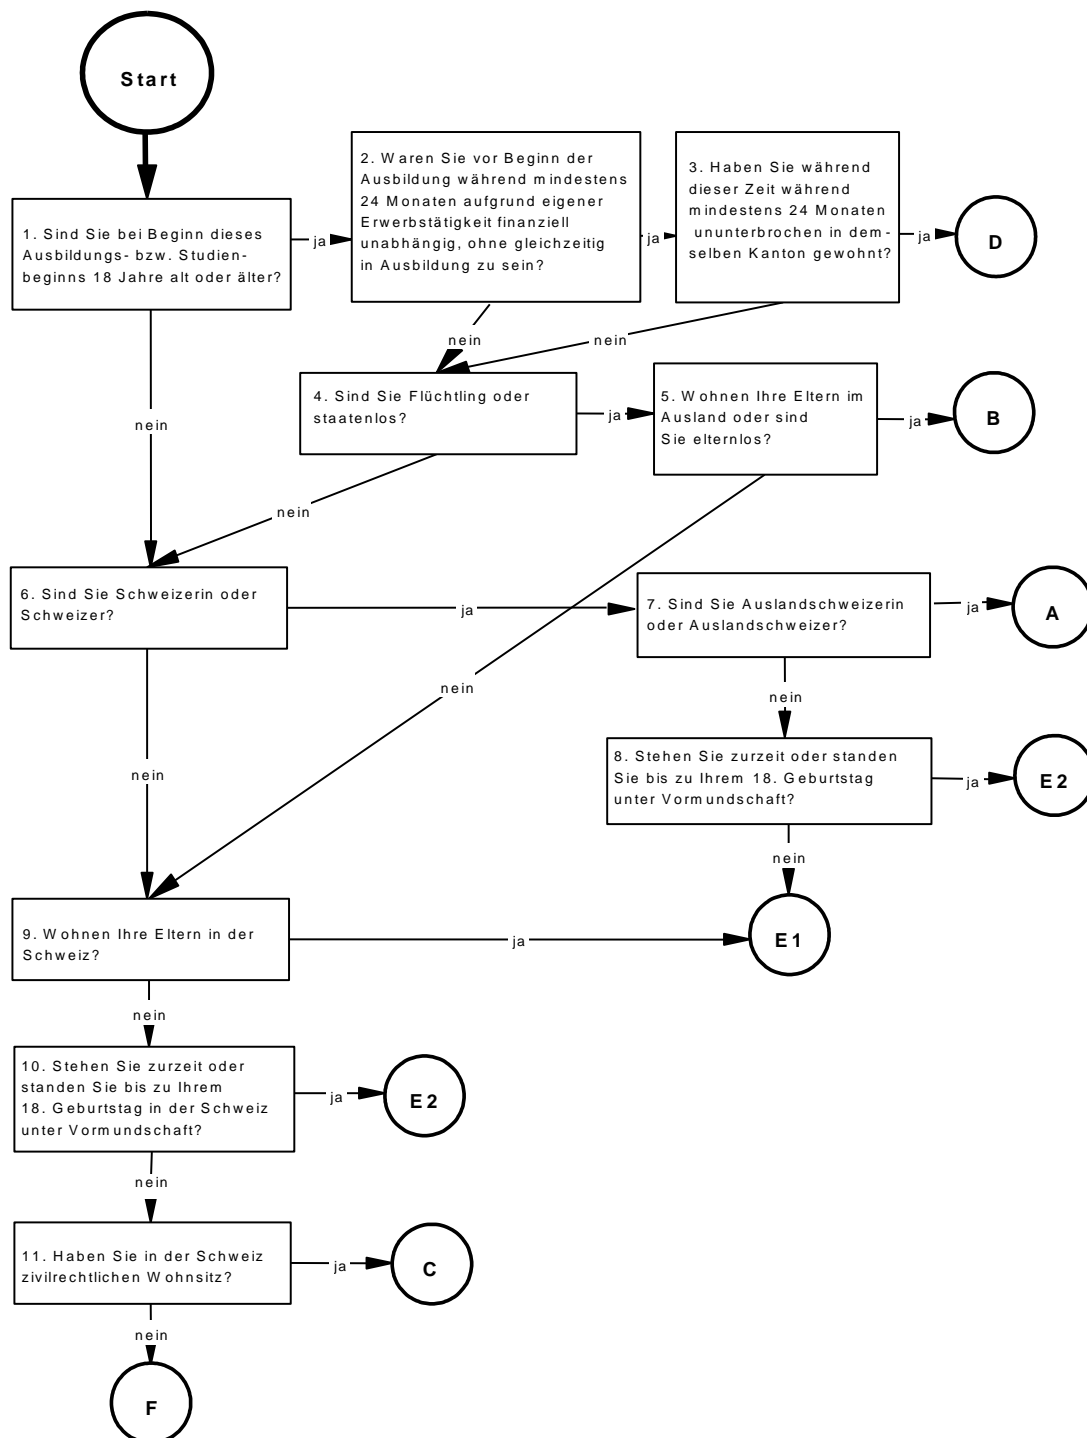 Start
1. Sind Sie bei Beginn dieses
Ausbildungs- bzw. Studien-
beginns 18 Jahre alt oder älter?
ja
2. Waren Sie vor Beginn der
Ausbildung während mindestens
24 Monaten aufgrund eigener
Erwerbstätigkeit finanziell
unabhängig, ohne gleichzeitig
in Ausbildung zu sein?
ja
3. Haben Sie während
dieser Zeit während
mindestens 24 Monaten
ununterbrochen in dem-
selben Kanton gewohnt?
ja
D
nein
nein
nein
4. Sind Sie Flüchtling oder
staatenlos?
ja
5. Wohnen Ihre Eltern im
Ausland oder sind
Sie elternlos?
ja
B
nein
6. Sind Sie Schweizerin oder
Schweizer?
ja
7. Sind Sie Auslandschweizerin
oder Auslandschweizer?
ja
A
nein
nein
nein
8. Stehen Sie zurzeit oder standen
Sie bis zu Ihrem 18. Geburtstag
unter Vormundschaft?
ja
E2
nein
9. Wohnen Ihre Eltern in der
Schweiz?
ja
E1
nein
10. Stehen Sie zurzeit oder
standen Sie bis zu Ihrem
18. Geburtstag in der Schweiz
unter Vormundschaft?
ja
E2
nein
11. Haben Sie in der Schweiz
zivilrechtlichen Wohnsitz?
ja
C
nein
F